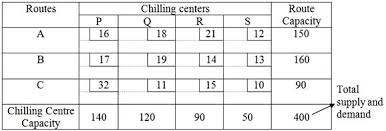 Routes Chilling centers Route Capacity
P Q R S
A 16 18 21 12 150
B 17 19 14 13 160
C 32 11 15 10 90
Chilling Centre Capacity 140 120 90 50 400
Total supply and demand